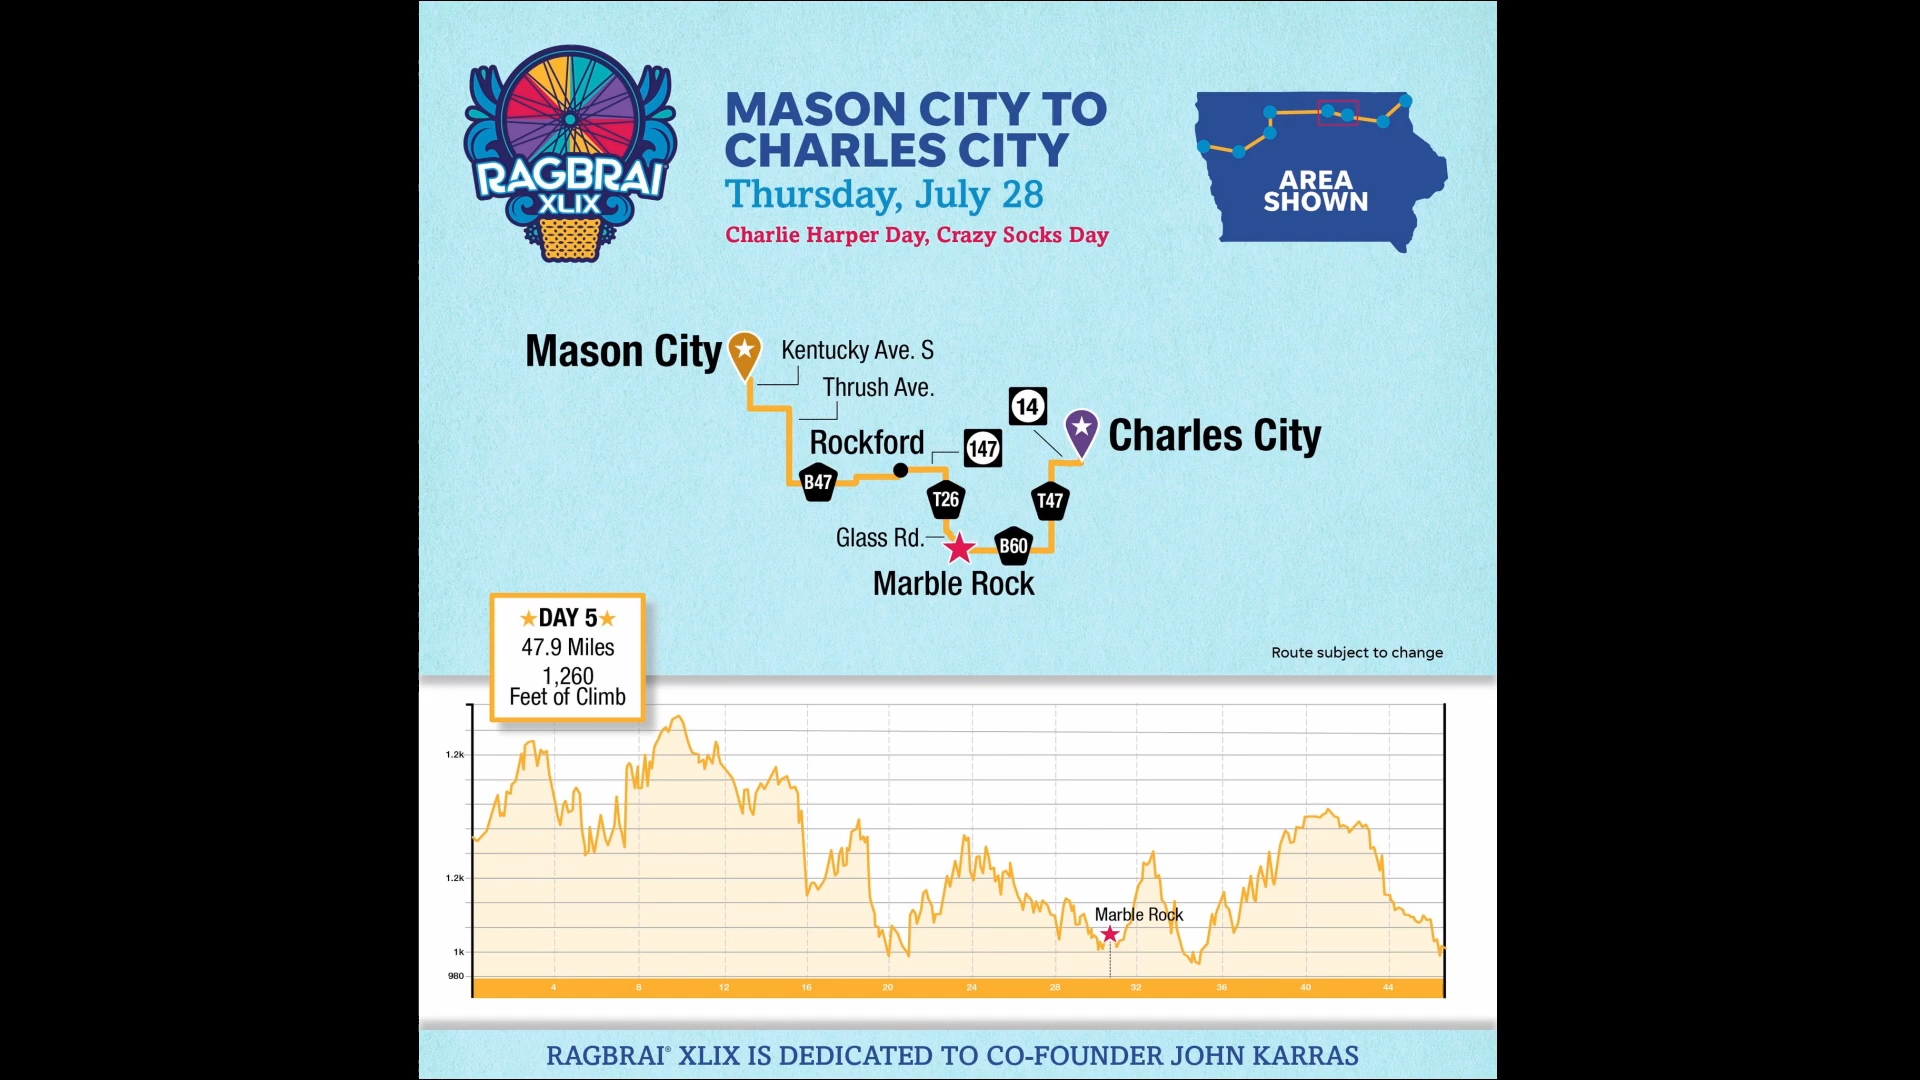 RAGBRAI
XLIX
MASON CITY TO
CHARLES CITY
Thursday, July 28
Charlie Harper Day, Crazy Socks Day
AREA
SHOWN
Mason City
Kentucky Ave. S
Thrush Ave.
14
Charles City
Rockford
147
B47
T26
T47
Glass Rd.
B60
Marble Rock
★DAY 5★
47.9 Miles
1,260
Feet of Climb
Route subject to change
1.2k
1.2k
Marble Rock
1k
980
4 8 12 16 20 24 28 32 36 40 44
RAGBRAI® XLIX IS DEDICATED TO CO-FOUNDER JOHN KARRAS